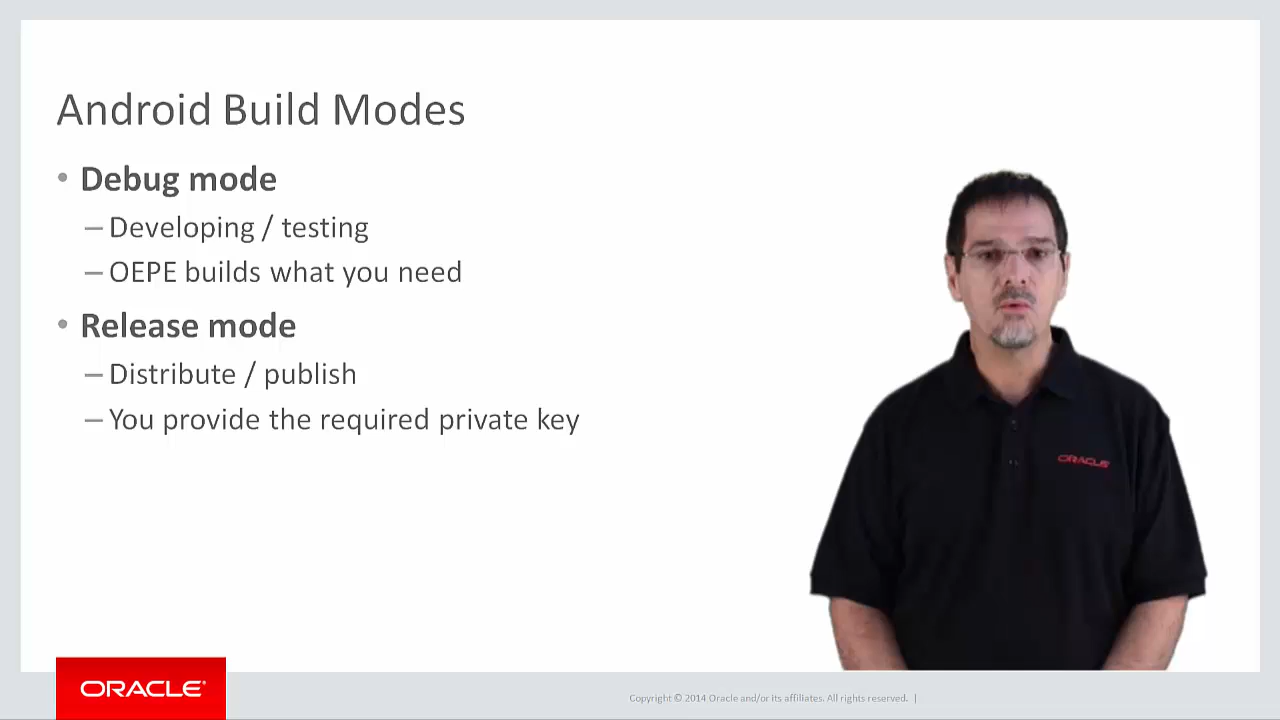 Android Build Modes
• Debug mode
– Developing / testing
– OEPE builds what you need
• Release mode
– Distribute / publish
– You provide the required private key
ORACLE
ORACLE®
Copyright © 2014 Oracle and/or its affiliates. All rights reserved. |